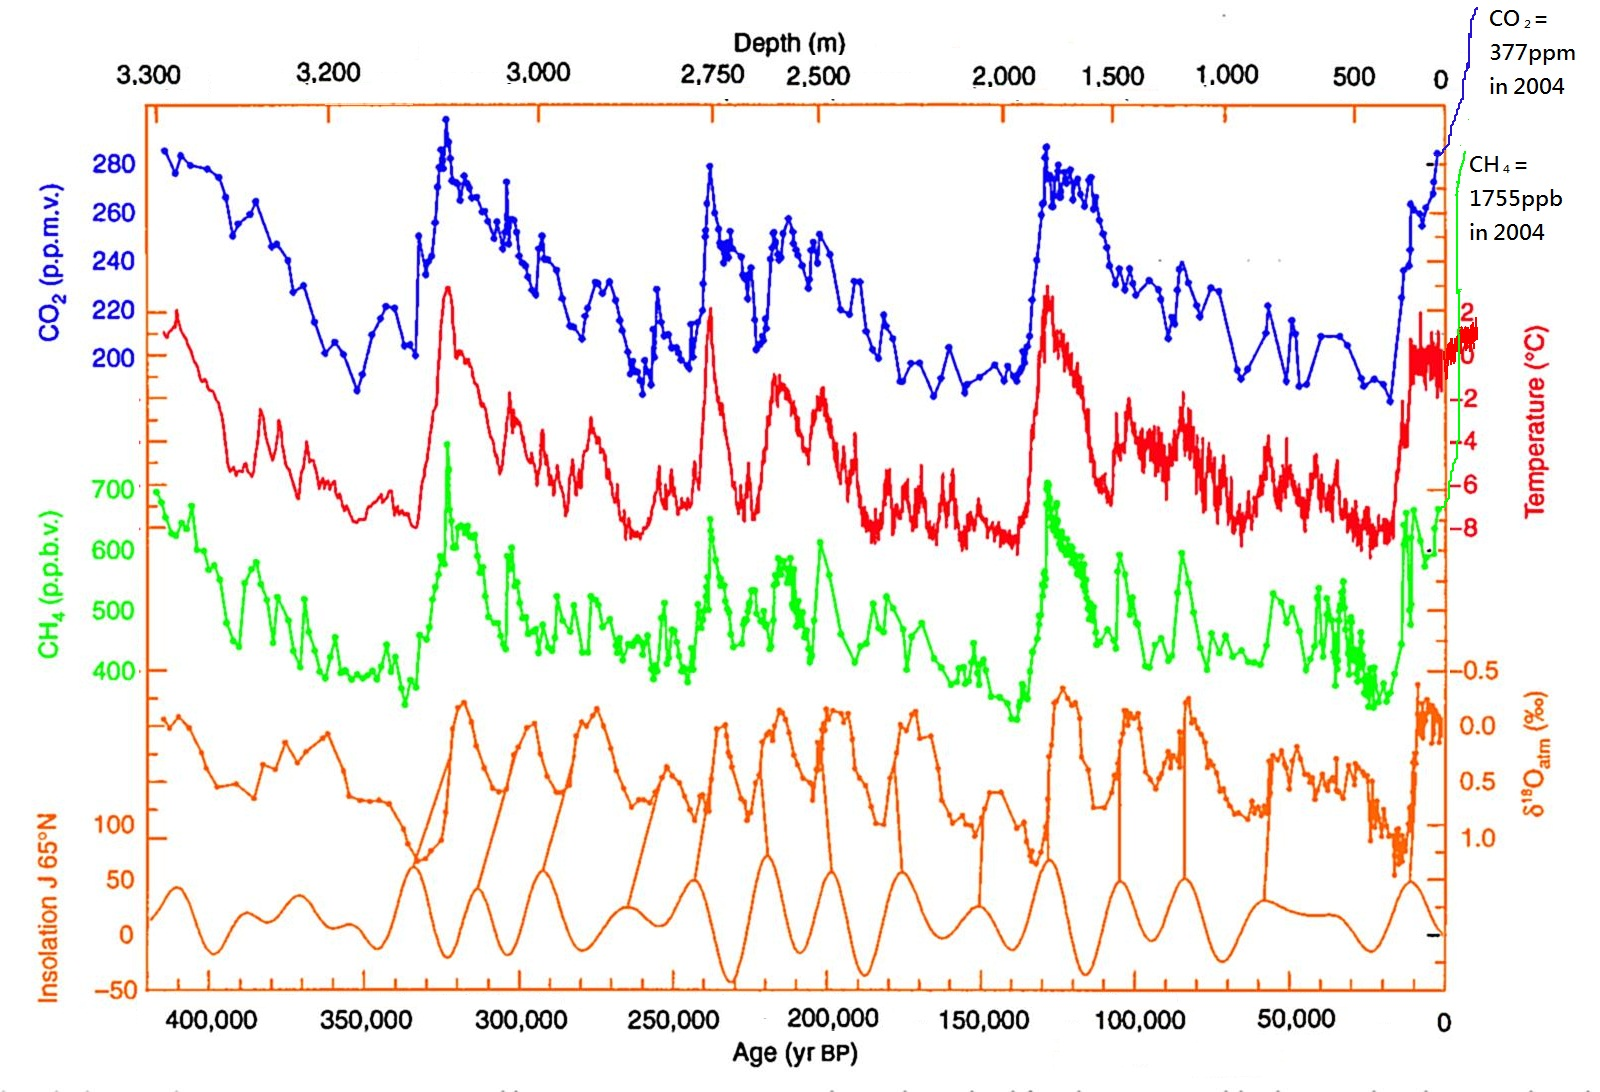 Depth (m)
3.300 3,200 3.000 2,750 2,500 2.000 1,500 1.000 500 0
CO₂ =
377ppm
in 2004
CH₄ =
1755ppb
in 2004
CO₂ (p.p.m.v.)
280
260
240
220
200
2
0
–2
–4
–6
–8
Temperature (°C)
CH₄ (p.p.b.v.)
700
600
500
400
–0.5
0.0
0.5
1.0
δ¹⁸Oatm (‰)
Insolation J 65°N
100
50
0
–50
400,000 350,000 300,000 250,000 200,000 150,000 100,000 50,000 0
Age (yr BP)